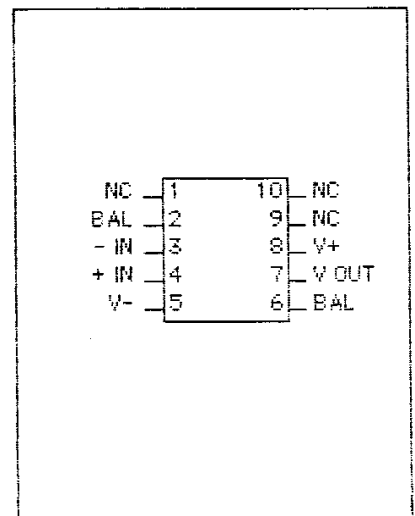 NC 1 10 NC
BAL 2 9 NC
- IN 3 8 V+
+ IN 4 7 V OUT
V- 5 6 BAL